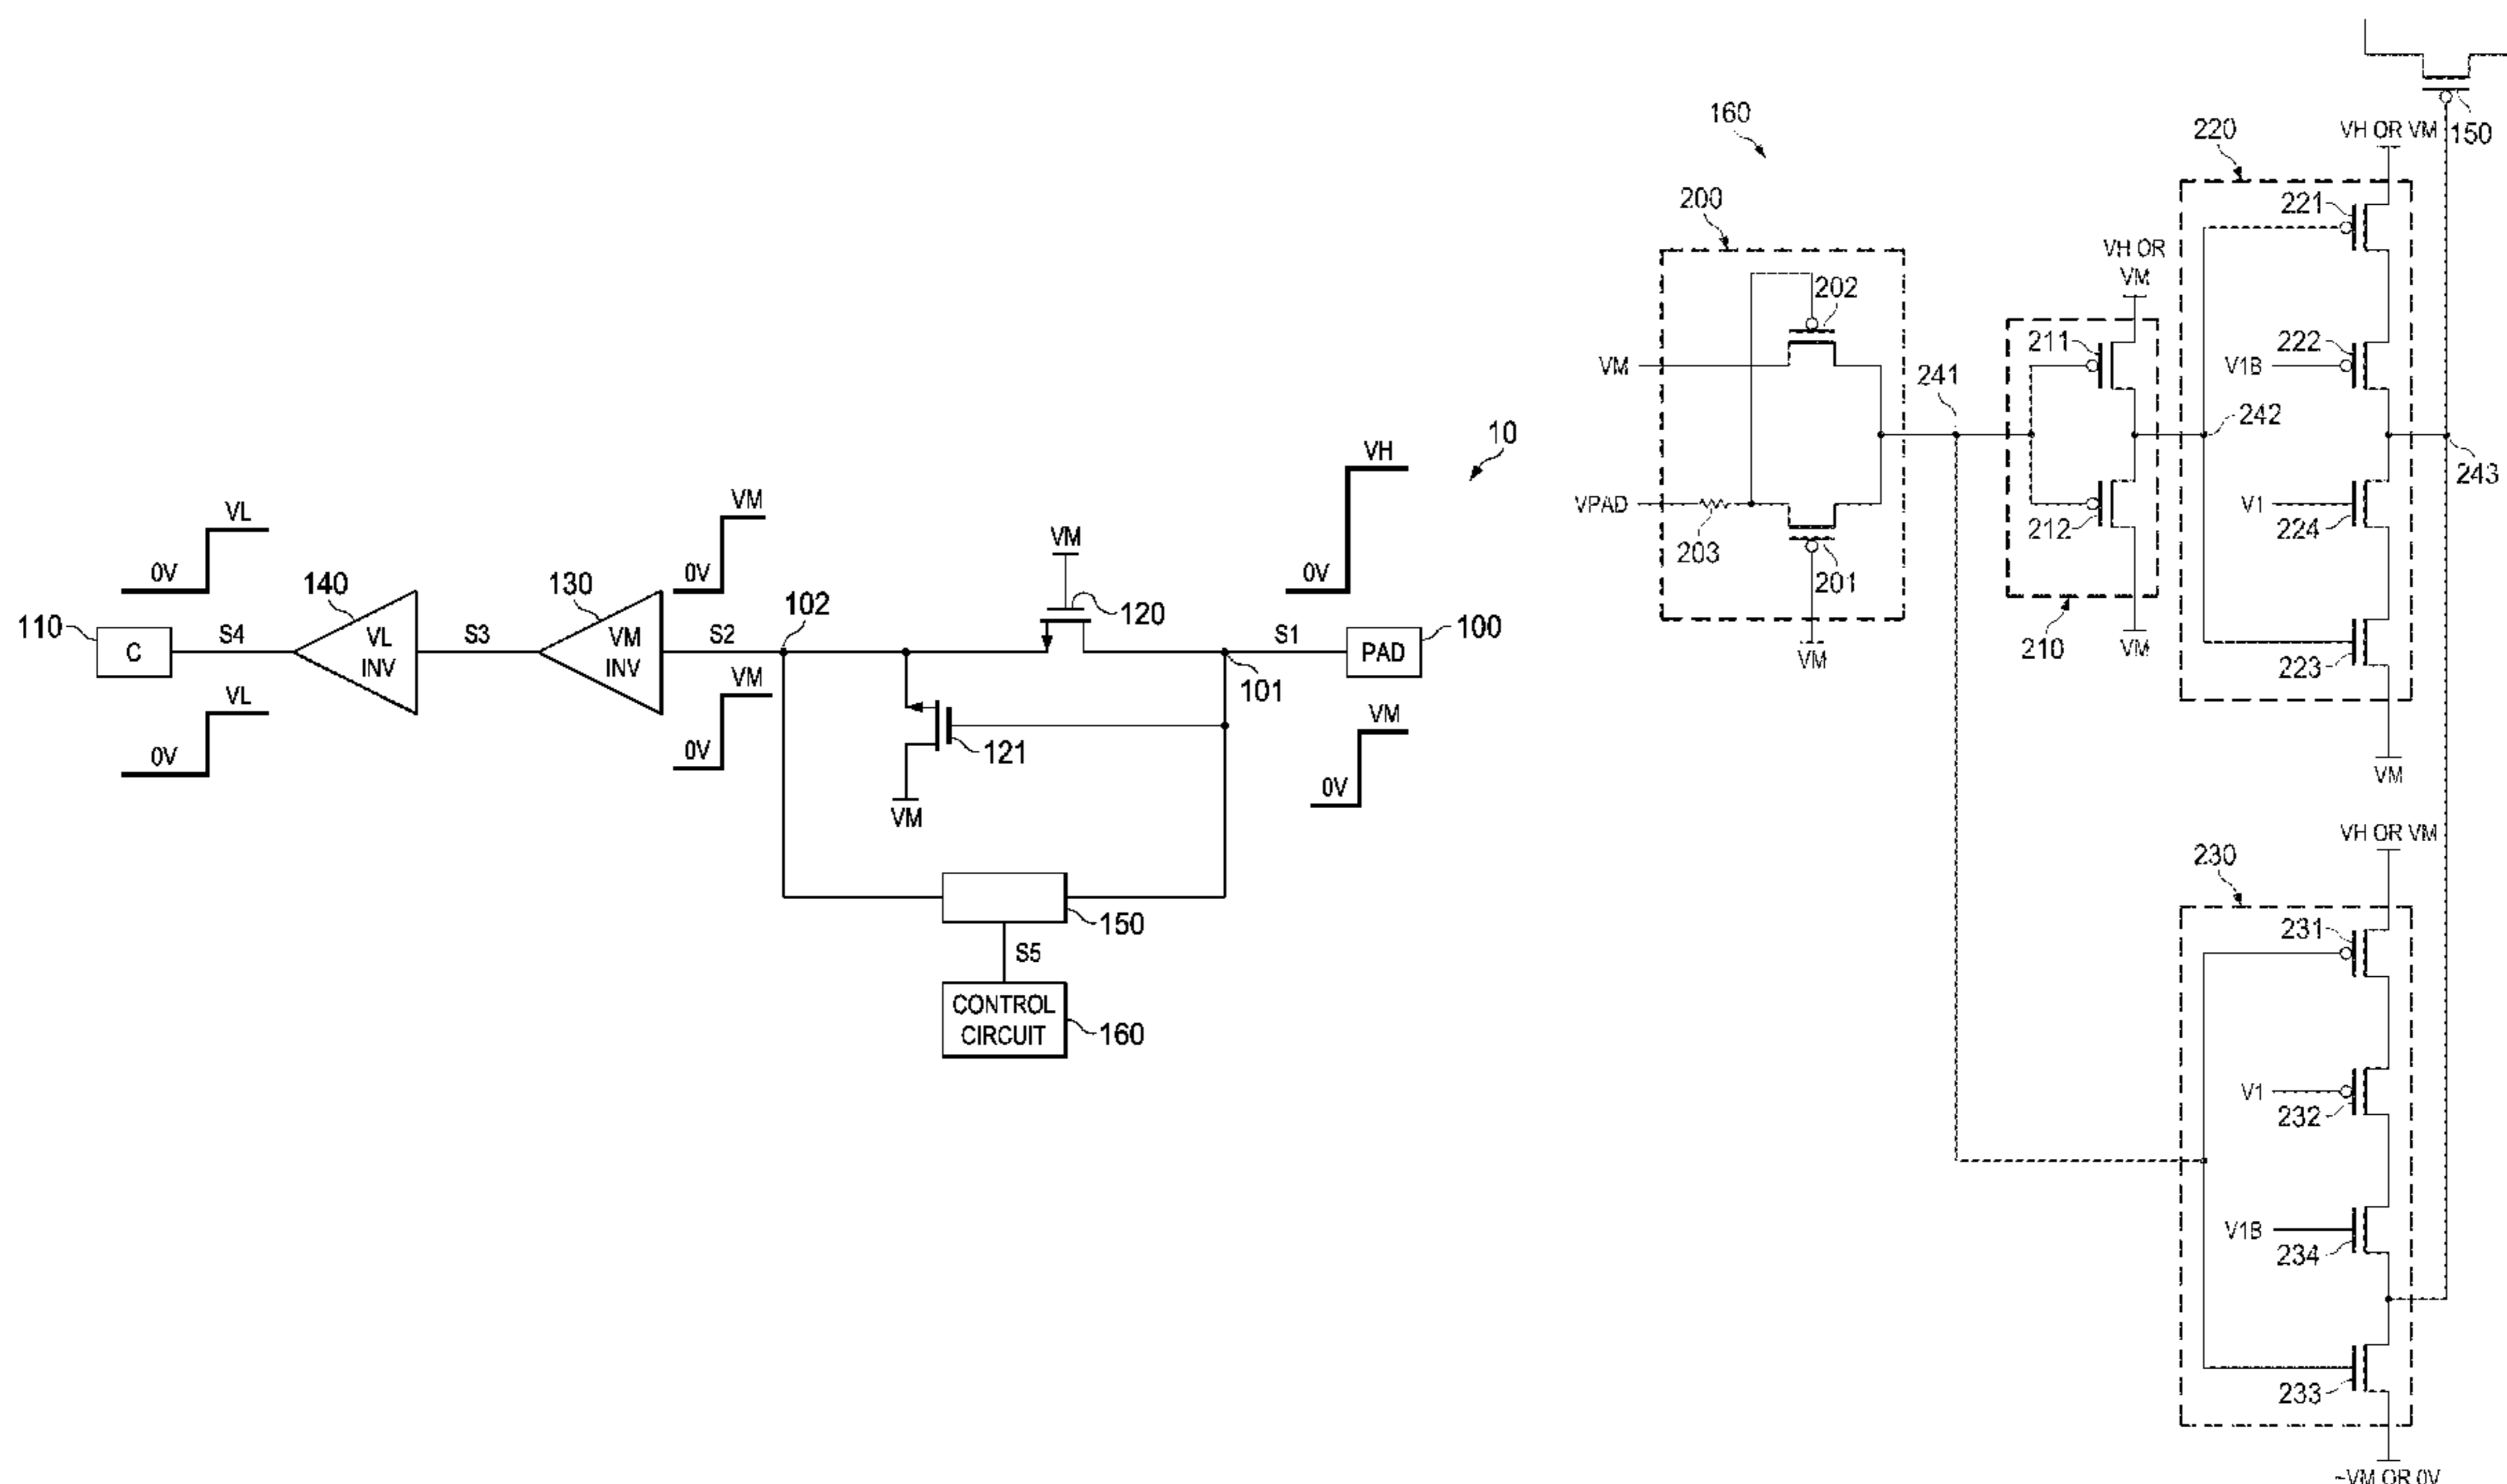 10
VH
0V
VM
0V
VM
120
VM
0V
102
VL
0V
140
VL
INV
130
VM
INV
110
C
S4
S3
S2
S1
PAD
100
101
VL
0V
VM
0V
121
VM
VM
0V
150
S5
CONTROL
CIRCUIT
160
160
200
202
VM
VPAD
203
201
VM
241
VH OR
VM
211
212
210
VM
242
220
VH OR VM
150
221
222
V1B
V1
224
223
243
VM
VH OR VM
230
231
V1
232
V1B
234
233
~VM OR 0V